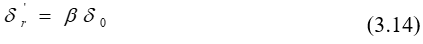 δ'ᵣ = β δ₀ (3.14)